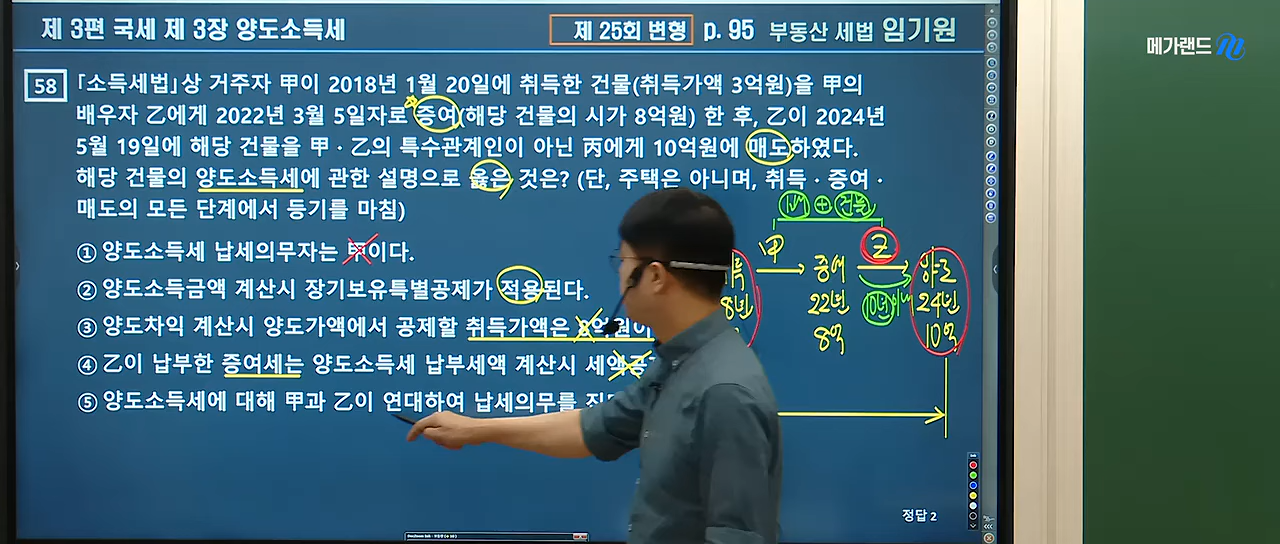 제 3편 국세 제 3장 양도소득세
제 25회 변형 p. 95 부동산 세법 임기원
메가랜드
58 「소득세법」상 거주자 甲이 2018년 1월 20일에 취득한 건물(취득가액 3억원)을 甲의
배우자 乙에게 2022년 3월 5일자로 증여(해당 건물의 시가 8억원) 한 후, 乙이 2024년
5월 19일에 해당 건물을 甲ㆍ乙의 특수관계인이 아닌 丙에게 10억원에 매도하였다.
해당 건물의 양도소득세에 관한 설명으로 옳은 것은? (단, 주택은 아니며, 취득ㆍ증여ㆍ
매도의 모든 단계에서 등기를 마침)
① 양도소득세 납세의무자는 甲이다.
② 양도소득금액 계산시 장기보유특별공제가 적용된다.
③ 양도차익 계산시 양도가액에서 공제할 취득가액은 8억원이
④ 乙이 납부한 증여세는 양도소득세 납부세액 계산시 세액공
⑤ 양도소득세에 대해 甲과 乙이 연대하여 납세의무를
건물
甲 乙
득 증여 양도
8년 22년 10년 이내 24년
8억 10억
정답 2